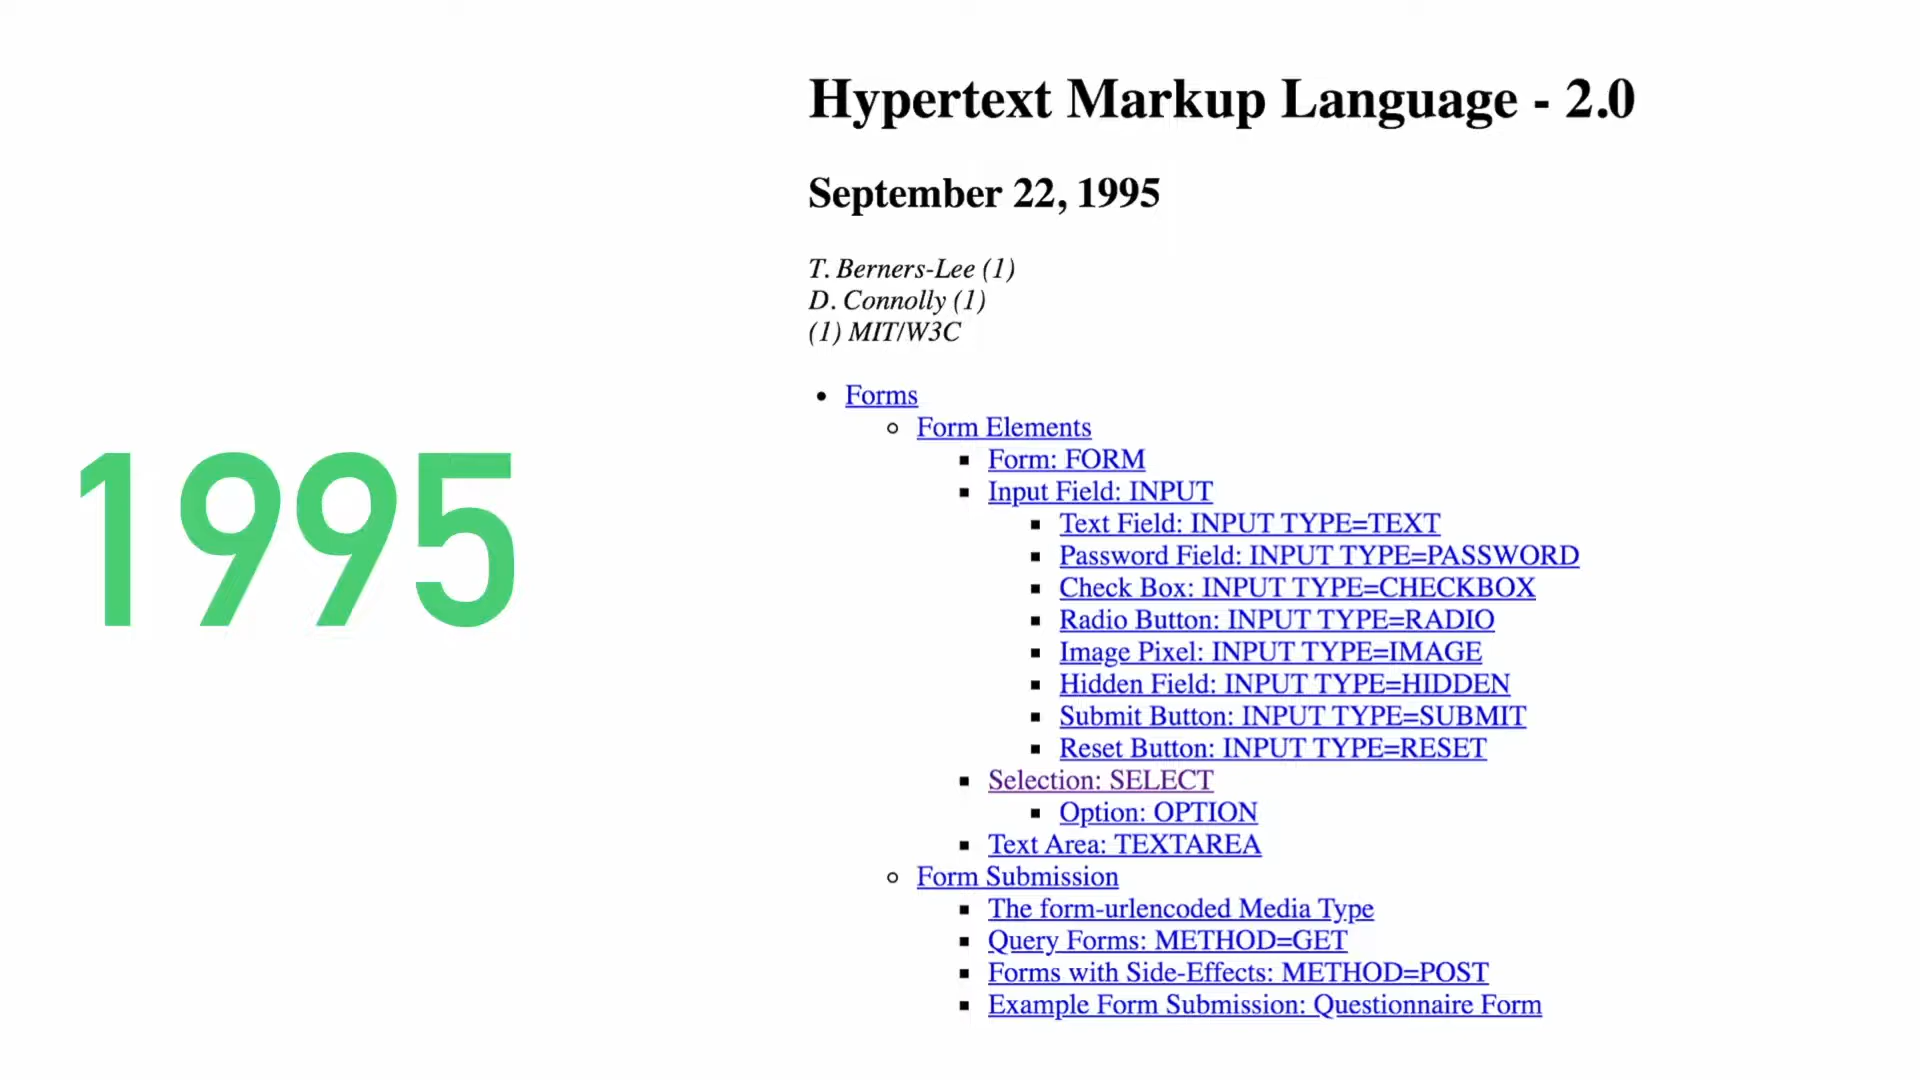 1995
Hypertext Markup Language - 2.0
September 22, 1995
T. Berners-Lee (1)
D. Connolly (1)
(1) MIT/W3C
Forms
Form Elements
Form: FORM
Input Field: INPUT
Text Field: INPUT TYPE=TEXT
Password Field: INPUT TYPE=PASSWORD
Check Box: INPUT TYPE=CHECKBOX
Radio Button: INPUT TYPE=RADIO
Image Pixel: INPUT TYPE=IMAGE
Hidden Field: INPUT TYPE=HIDDEN
Submit Button: INPUT TYPE=SUBMIT
Reset Button: INPUT TYPE=RESET
Selection: SELECT
Option: OPTION
Text Area: TEXTAREA
Form Submission
The form-urlencoded Media Type
Query Forms: METHOD=GET
Forms with Side-Effects: METHOD=POST
Example Form Submission: Questionnaire Form